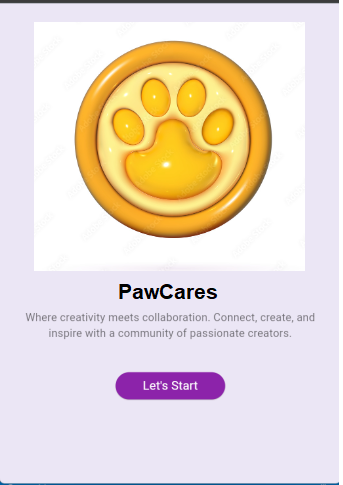 PawCares
Where creativity meets collaboration. Connect, create, and
inspire with a community of passionate creators.
Let's Start